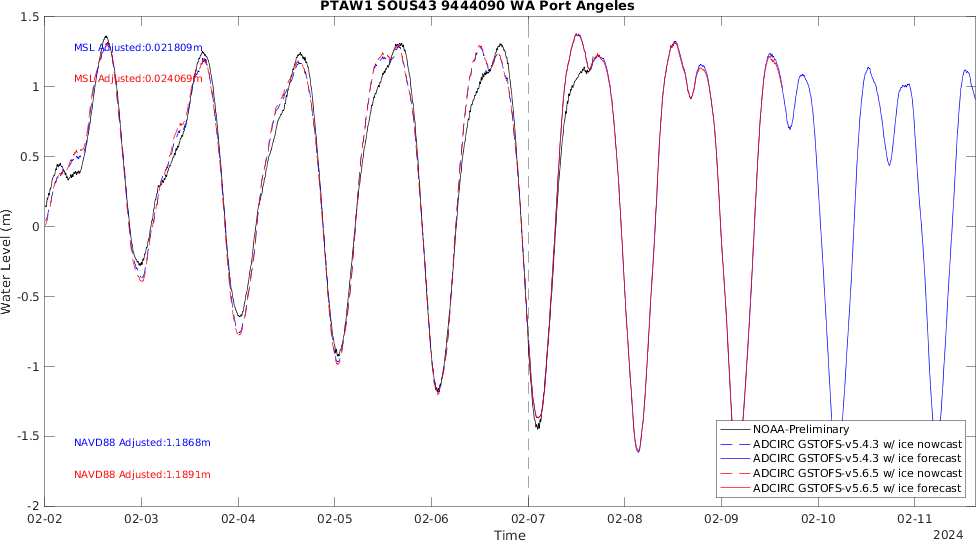 PTAW1 SOUS43 9444090 WA Port Angeles
1.5
1
0.5
0
-0.5
-1
-1.5
-2
Water Level (m)
MSL Adjusted:0.021809m
MSL Adjusted:0.024069m
NAVD88 Adjusted:1.1868m
NAVD88 Adjusted:1.1891m
NOAA-Preliminary
ADCIRC GSTOFS-v5.4.3 w/ ice nowcast
ADCIRC GSTOFS-v5.4.3 w/ ice forecast
ADCIRC GSTOFS-v5.6.5 w/ ice nowcast
ADCIRC GSTOFS-v5.6.5 w/ ice forecast
02-02 02-03 02-04 02-05 02-06 02-07 02-08 02-09 02-10 02-11
Time
2024